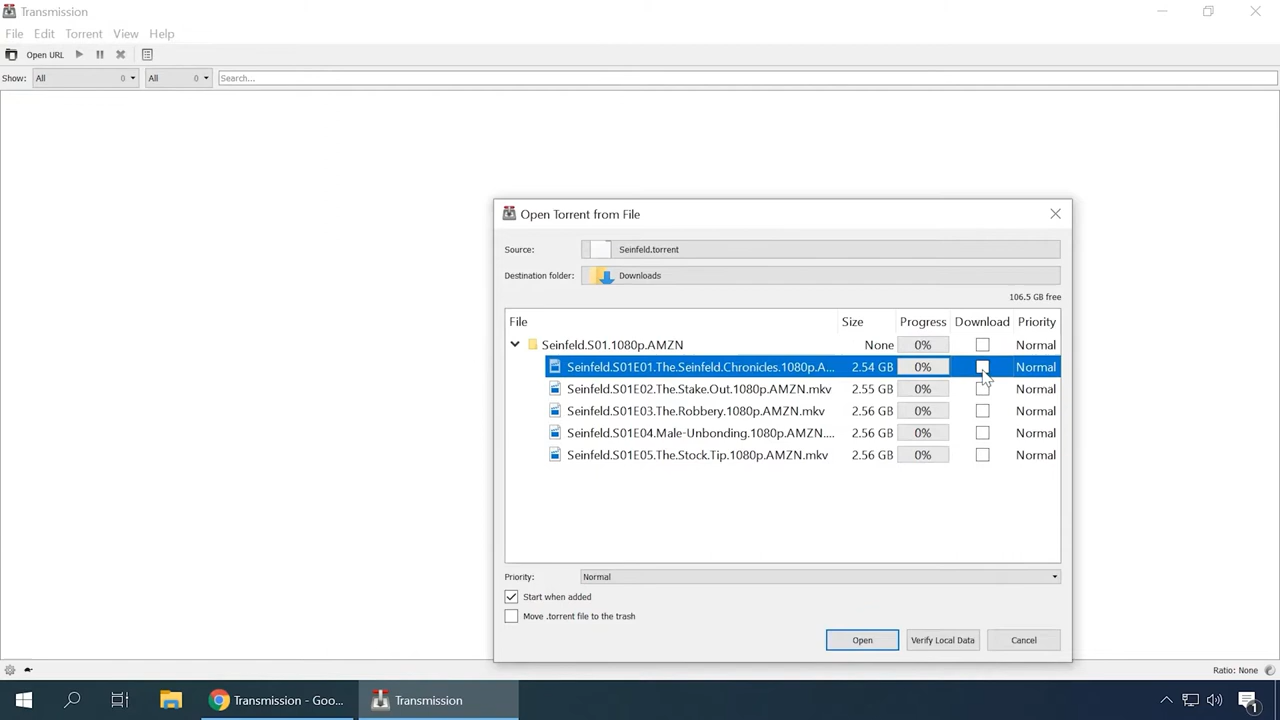 Transmission
File Edit Torrent View Help
Open URL
Show: All 0 All 0 Search...
Open Torrent from File
Source: Seinfeld.torrent
Destination folder: Downloads
106.5 GB free
File Size Progress Download Priority
Seinfeld.S01.1080p.AMZN None 0% Normal
Seinfeld.S01E01.The.Seinfeld.Chronicles.1080p.A... 2.54 GB 0% Normal
Seinfeld.S01E02.The.Stake.Out.1080p.AMZN.mkv 2.55 GB 0% Normal
Seinfeld.S01E03.The.Robbery.1080p.AMZN.mkv 2.56 GB 0% Normal
Seinfeld.S01E04.Male-Unbonding.1080p.AMZN.... 2.56 GB 0% Normal
Seinfeld.S01E05.The.Stock.Tip.1080p.AMZN.mkv 2.56 GB 0% Normal
Priority: Normal
Start when added
Move .torrent file to the trash
Open Verify Local Data Cancel
Ratio: None
Transmission - Goo... Transmission 1